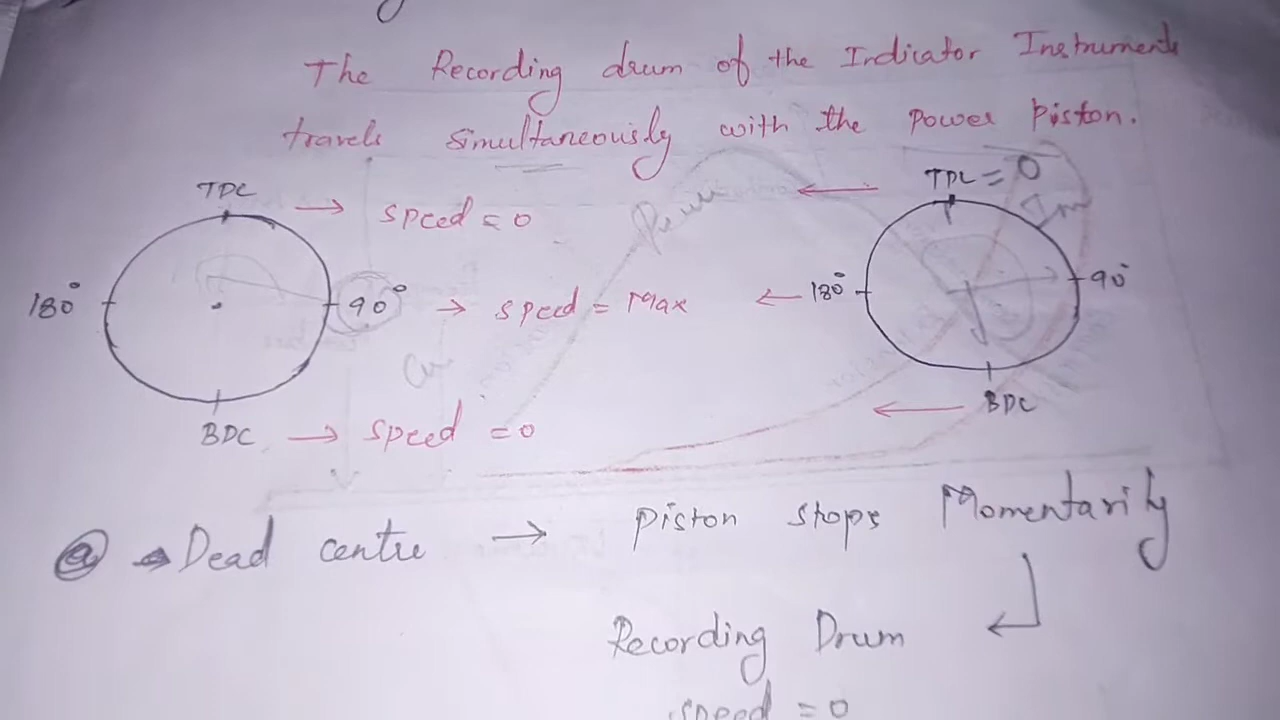 The Recording drum of the Indicator Instruments
travels simultaneously with the power piston.
TDC → speed = 0
180° 90° → speed = Max
BDC → speed = 0
← TDC = 0
← 180° 90°
← BDC
Dead centre → piston stops Momentarily
Recording Drum
speed = 0